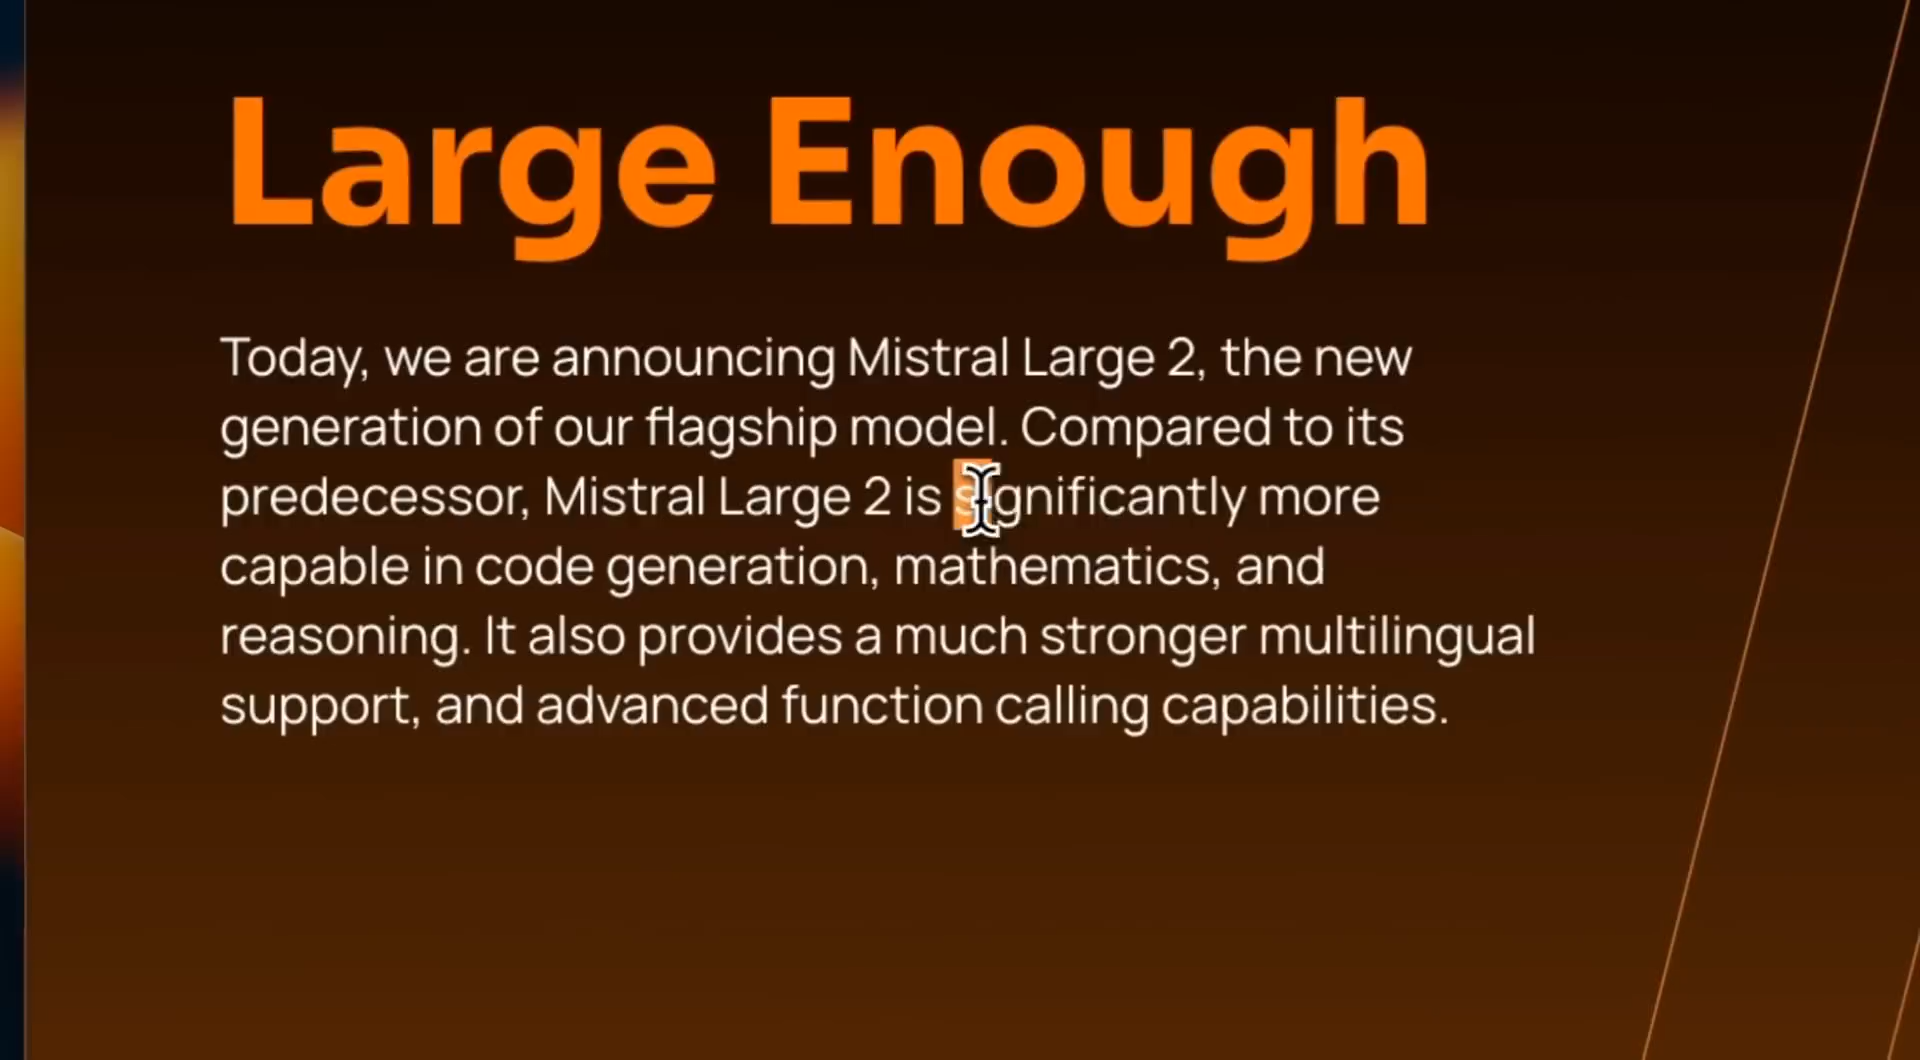 Large Enough
Today, we are announcing Mistral Large 2, the new
generation of our flagship model. Compared to its
predecessor, Mistral Large 2 is significantly more
capable in code generation, mathematics, and
reasoning. It also provides a much stronger multilingual
support, and advanced function calling capabilities.